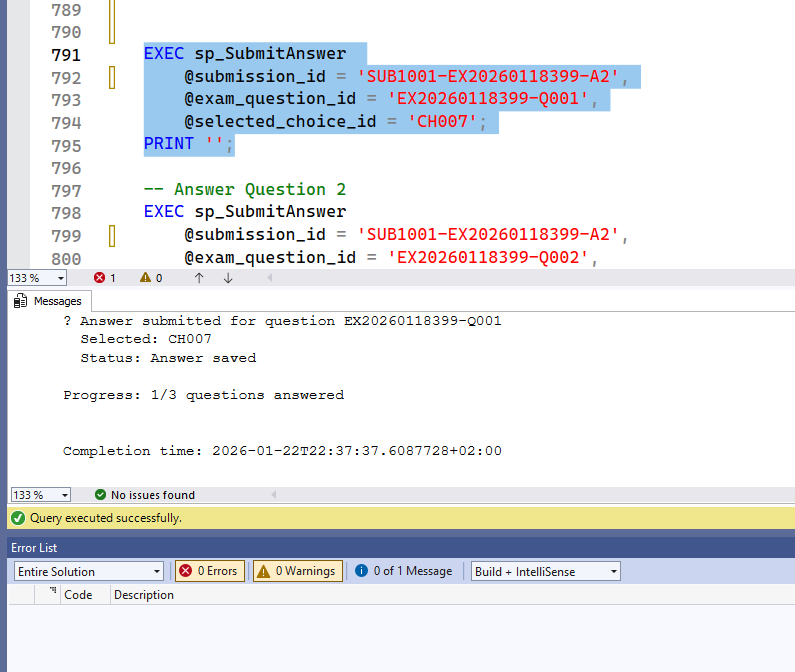 789
790
791 EXEC sp_SubmitAnswer
792 @submission_id = 'SUB1001-EX20260118399-A2',
793 @exam_question_id = 'EX20260118399-Q001',
794 @selected_choice_id = 'CH007';
795 PRINT '';
796
797 -- Answer Question 2
798 EXEC sp_SubmitAnswer
799 @submission_id = 'SUB1001-EX20260118399-A2',
800 @exam_question_id = 'EX20260118399-Q002',
133 % 1 0 ↑ ↓
Messages
? Answer submitted for question EX20260118399-Q001
Selected: CH007
Status: Answer saved
Progress: 1/3 questions answered
Completion time: 2026-01-22T22:37:37.6087728+02:00
133 % No issues found
Query executed successfully.
Error List
Entire Solution 0 Errors 0 Warnings 0 of 1 Message Build + IntelliSense
Code Description